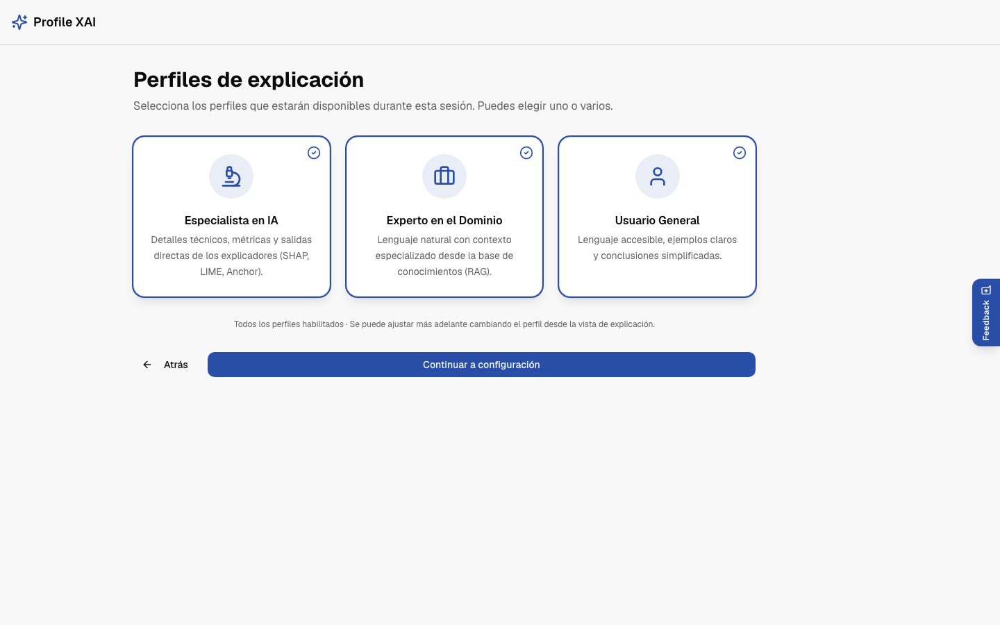 Profile XAI
Perfiles de explicación
Selecciona los perfiles que estarán disponibles durante esta sesión. Puedes elegir uno o varios.
Especialista en IA
Detalles técnicos, métricas y salidas
directas de los explicadores (SHAP,
LIME, Anchor).
Experto en el Dominio
Lenguaje natural con contexto
especializado desde la base de
conocimientos (RAG).
Usuario General
Lenguaje accesible, ejemplos claros
y conclusiones simplificadas.
Todos los perfiles habilitados · Se puede ajustar más adelante cambiando el perfil desde la vista de explicación.
Atrás
Continuar a configuración
Feedback